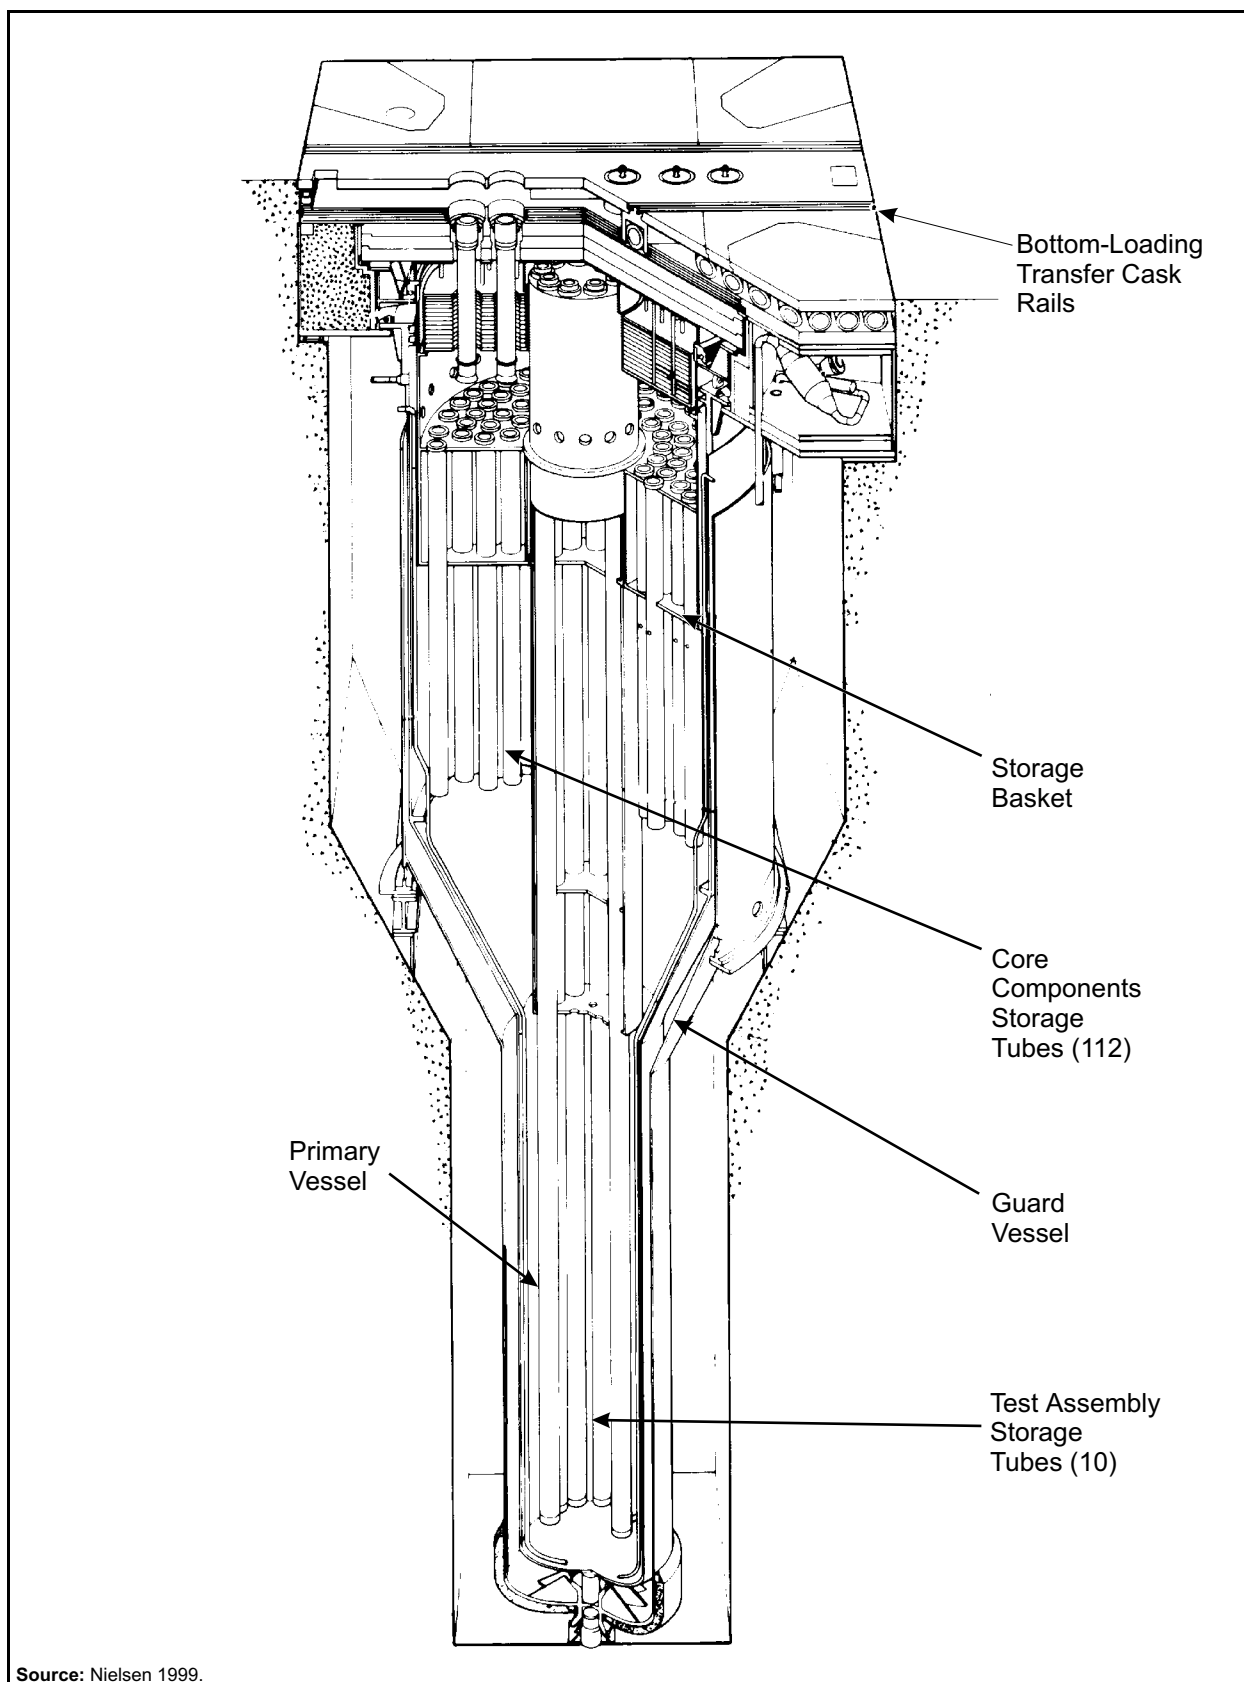 Bottom-Loading
Transfer Cask
Rails
Storage
Basket
Core
Components
Storage
Tubes (112)
Primary
Vessel
Guard
Vessel
Test Assembly
Storage
Tubes (10)
Source: Nielsen 1999.